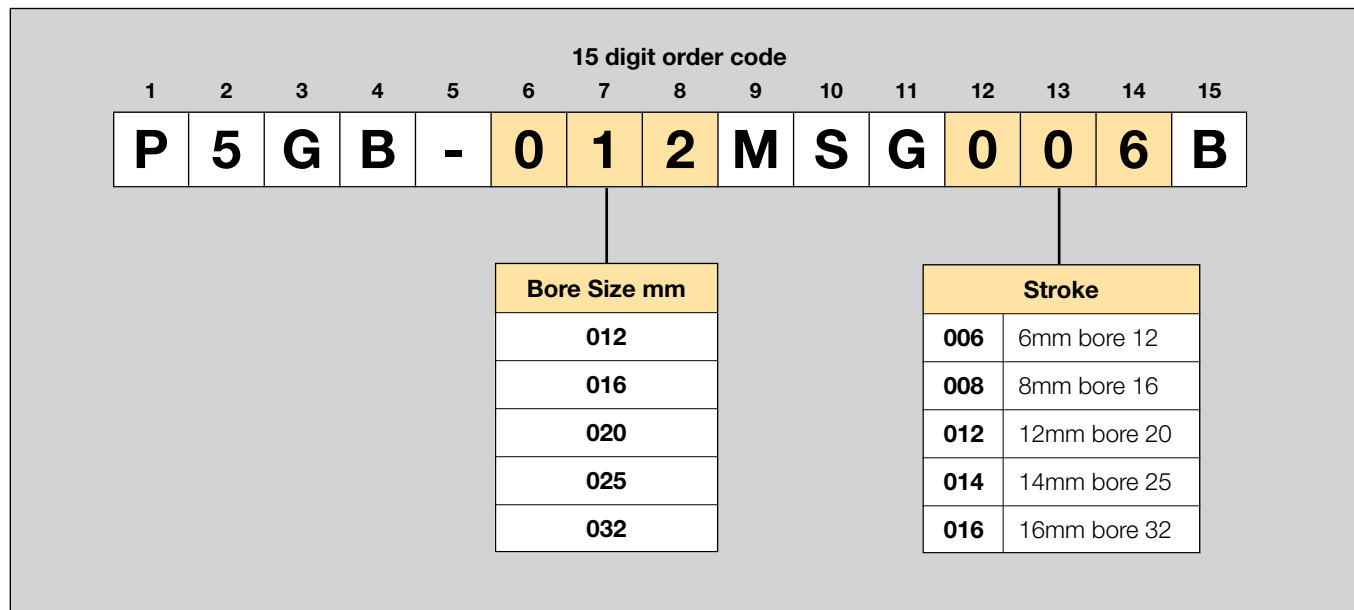 15 digit order code
1 2 3 4 5 6 7 8 9 10 11 12 13 14 15
P 5 G B - 0 1 2 M S G 0 0 6 B
Bore Size mm
012
016
020
025
032
Stroke
006 6mm bore 12
008 8mm bore 16
012 12mm bore 20
014 14mm bore 25
016 16mm bore 32